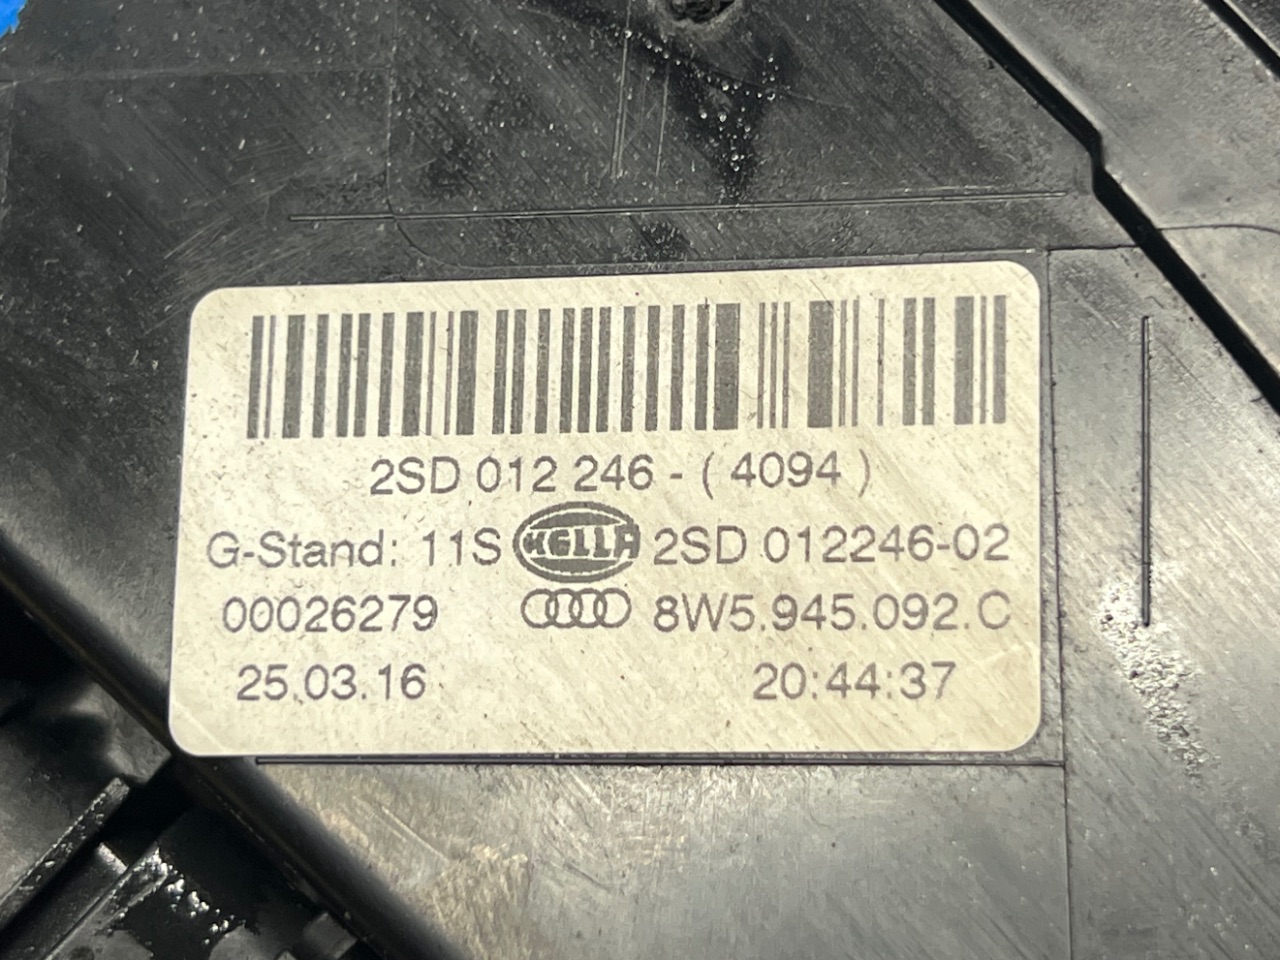 2SD 012 246 - ( 4094 )
G-Stand: 11S HELLA 2SD 012246-02
00026279 8W5.945.092.C
25.03.16 20:44:37